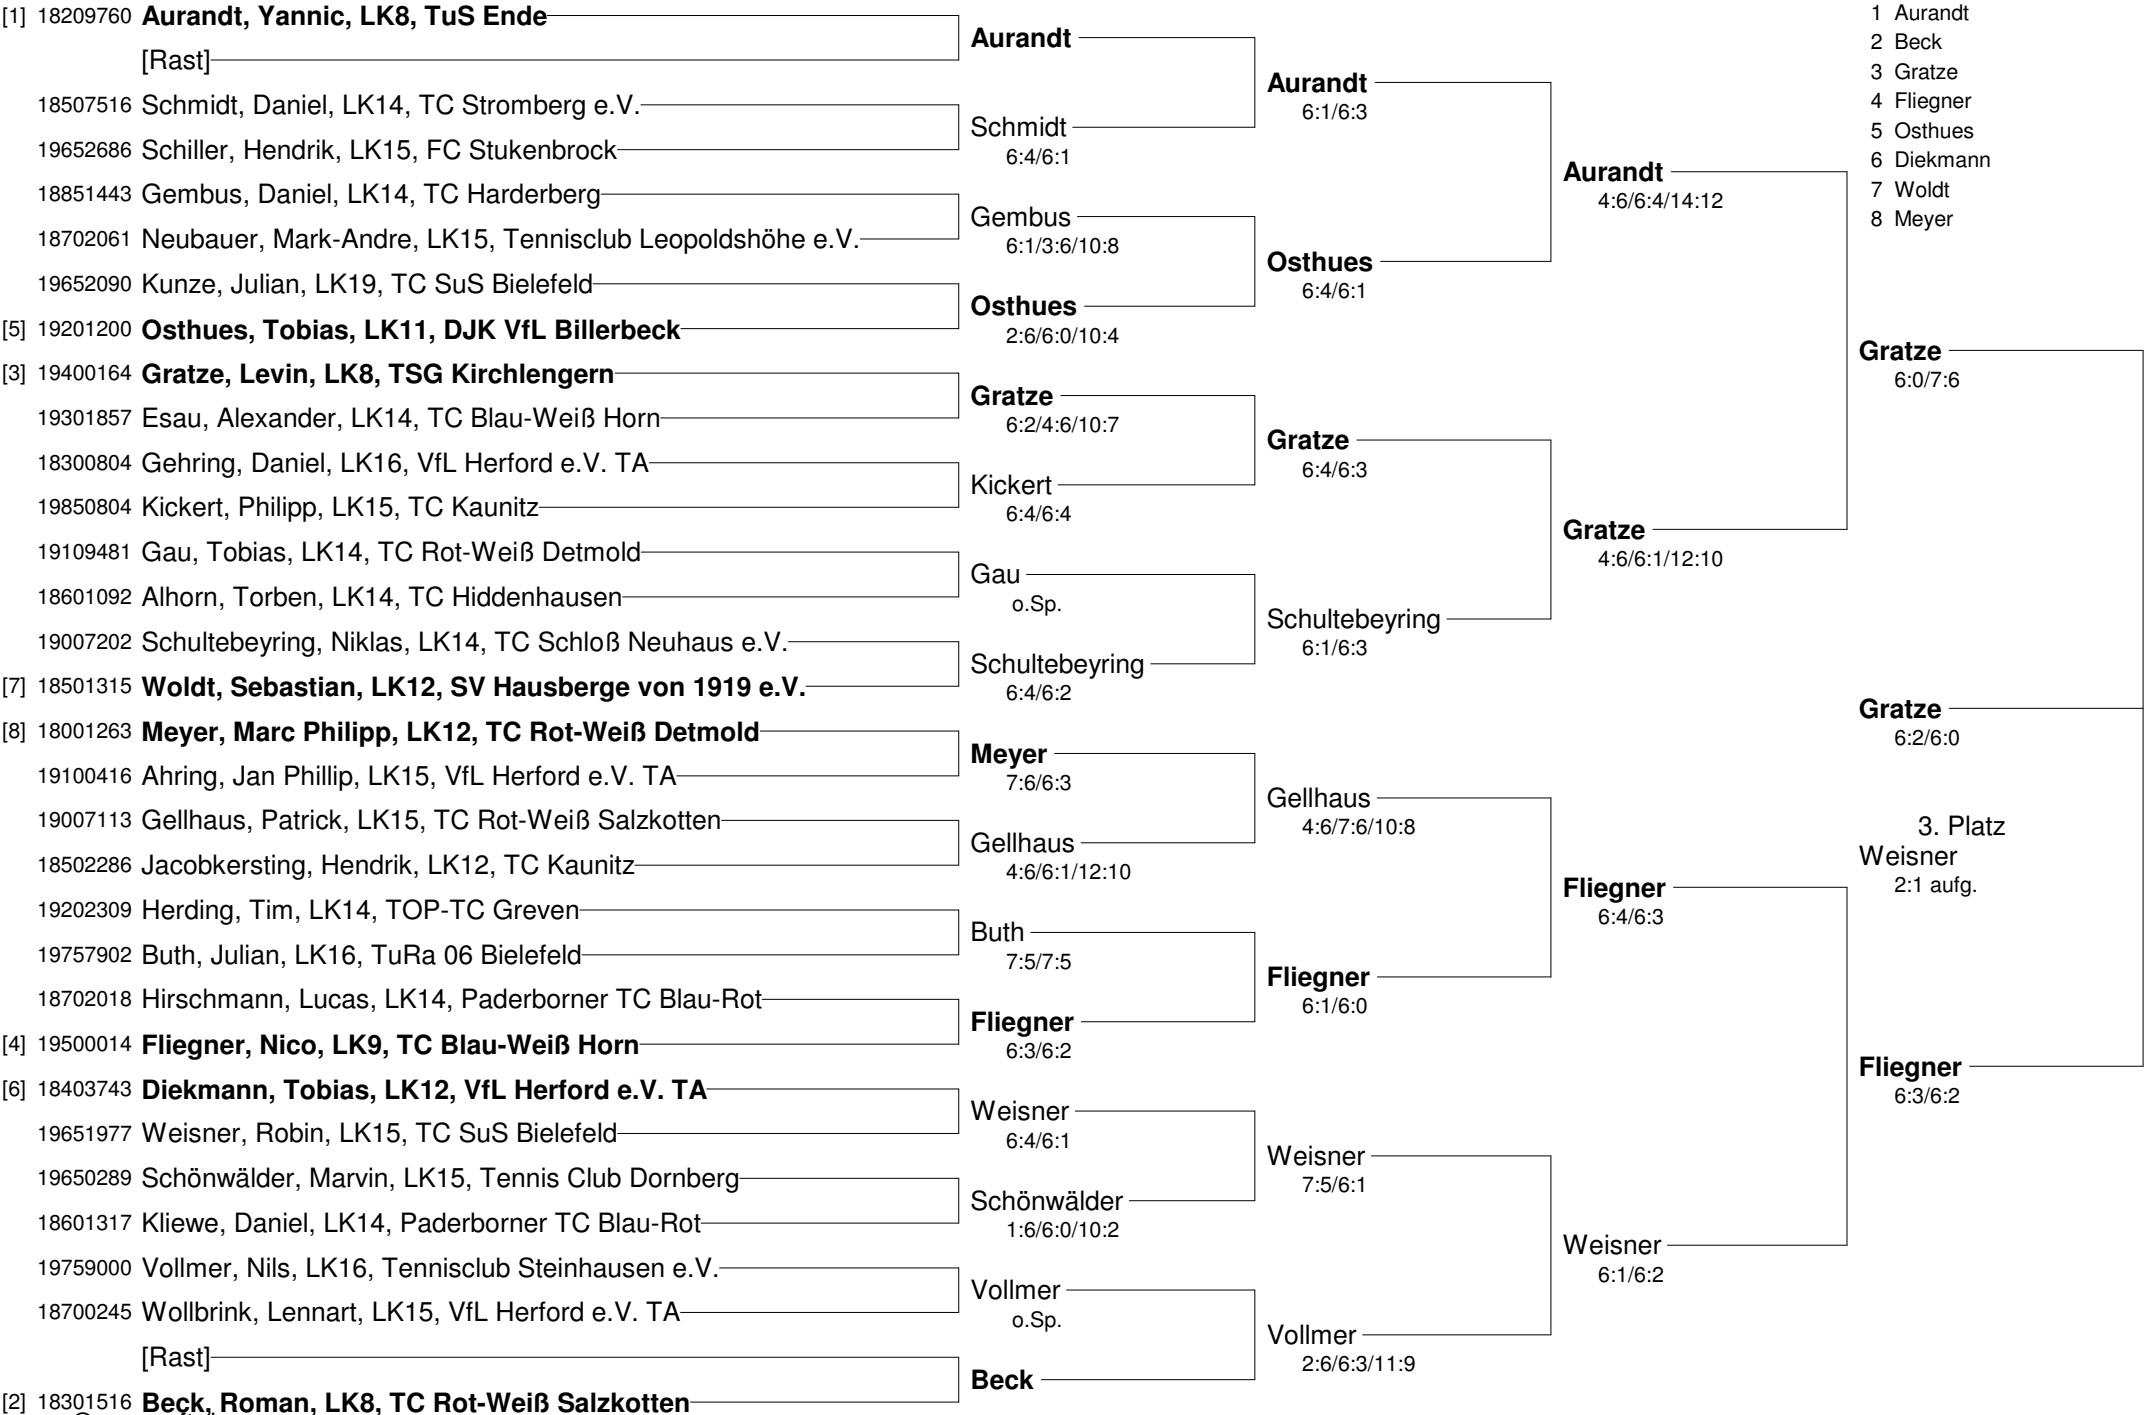 [1] 18209760 Aurandt, Yannic, LK8, TuS Ende
[Rast]
18507516 Schmidt, Daniel, LK14, TC Stromberg e.V.
19652686 Schiller, Hendrik, LK15, FC Stukenbrock
18851443 Gembus, Daniel, LK14, TC Harderberg
18702061 Neubauer, Mark-Andre, LK15, Tennisclub Leopoldshöhe e.V.
19652090 Kunze, Julian, LK19, TC SuS Bielefeld
[5] 19201200 Osthues, Tobias, LK11, DJK VfL Billerbeck
[3] 19400164 Gratze, Levin, LK8, TSG Kirchlengern
19301857 Esau, Alexander, LK14, TC Blau-Weiß Horn
18300804 Gehring, Daniel, LK16, VfL Herford e.V. TA
19850804 Kickert, Philipp, LK15, TC Kaunitz
19109481 Gau, Tobias, LK14, TC Rot-Weiß Detmold
18601092 Alhorn, Torben, LK14, TC Hiddenhausen
19007202 Schultebeyring, Niklas, LK14, TC Schloß Neuhaus e.V.
[7] 18501315 Woldt, Sebastian, LK12, SV Hausberge von 1919 e.V.
[8] 18001263 Meyer, Marc Philipp, LK12, TC Rot-Weiß Detmold
19100416 Ahring, Jan Phillip, LK15, VfL Herford e.V. TA
19007113 Gellhaus, Patrick, LK15, TC Rot-Weiß Salzkotten
18502286 Jacobkersting, Hendrik, LK12, TC Kaunitz
19202309 Herding, Tim, LK14, TOP-TC Greven
19757902 Buth, Julian, LK16, TuRa 06 Bielefeld
18702018 Hirschmann, Lucas, LK14, Paderborner TC Blau-Rot
[4] 19500014 Fliegner, Nico, LK9, TC Blau-Weiß Horn
[6] 18403743 Diekmann, Tobias, LK12, VfL Herford e.V. TA
19651977 Weisner, Robin, LK15, TC SuS Bielefeld
19650289 Schönwälder, Marvin, LK15, Tennis Club Dornberg
18601317 Kliewe, Daniel, LK14, Paderborner TC Blau-Rot
19759000 Vollmer, Nils, LK16, Tennisclub Steinhausen e.V.
18700245 Wollbrink, Lennart, LK15, VfL Herford e.V. TA
[Rast]
[2] 18301516 Beck, Roman, LK8, TC Rot-Weiß Salzkotten
Aurandt
Schmidt
6:4/6:1
Gembus
6:1/3:6/10:8
Osthues
2:6/6:0/10:4
Gratze
6:2/4:6/10:7
Kickert
6:4/6:4
Gau
o.Sp.
Schultebeyring
6:4/6:2
Meyer
7:6/6:3
Gellhaus
4:6/6:1/12:10
Buth
7:5/7:5
Fliegner
6:3/6:2
Weisner
6:4/6:1
Schönwälder
1:6/6:0/10:2
Vollmer
o.Sp.
Beck
Aurandt
6:1/6:3
Osthues
6:4/6:1
Gratze
6:4/6:3
Schultebeyring
6:1/6:3
Gellhaus
4:6/7:6/10:8
Fliegner
6:1/6:0
Weisner
7:5/6:1
Vollmer
2:6/6:3/11:9
Aurandt
4:6/6:4/14:12
Gratze
4:6/6:1/12:10
Fliegner
6:4/6:3
Weisner
6:1/6:2
1 Aurandt
2 Beck
3 Gratze
4 Fliegner
5 Osthues
6 Diekmann
7 Woldt
8 Meyer
Gratze
6:0/7:6
Gratze
6:2/6:0
3. Platz
Weisner
2:1 aufg.
Fliegner
6:3/6:2